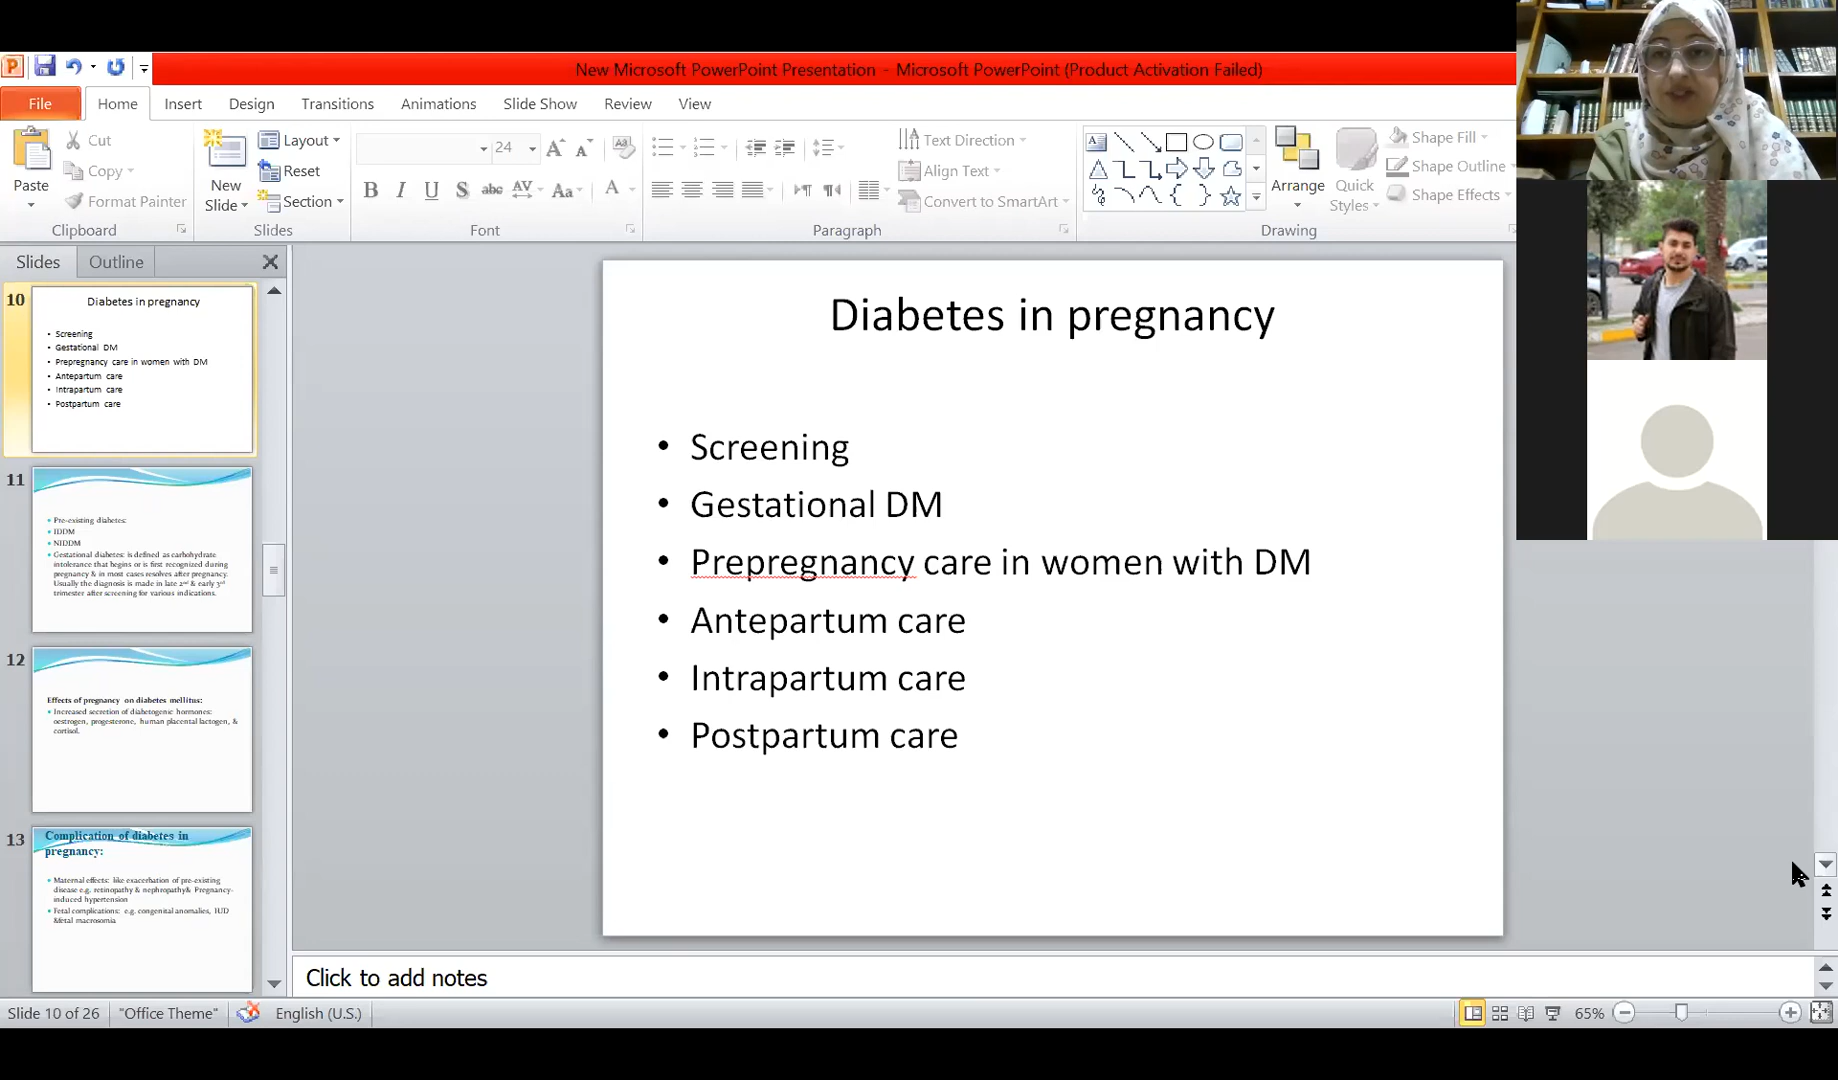 New Microsoft PowerPoint Presentation - Microsoft PowerPoint (Product Activation Failed)
File Home Insert Design Transitions Animations Slide Show Review View
Paste
Cut
Copy
Format Painter
Clipboard
New Slide
Layout
Reset
Section
Slides
24
Font
Text Direction
Align Text
Convert to SmartArt
Paragraph
Arrange
Quick Styles
Shape Fill
Shape Outline
Shape Effects
Drawing
Slides Outline
10
Diabetes in pregnancy
• Screening
• Gestational DM
• Prepregnancy care in women with DM
• Antepartum care
• Intrapartum care
• Postpartum care
11
Pre-existing diabetes:
IDDM
NIDDM
Gestational diabetes: is defined as carbohydrate
intolerance that begins or is first recognized during
pregnancy & in most cases resolves after pregnancy.
Usually the diagnosis is made in late 2nd & early 3rd
trimester after screening for various indications.
12
Effects of pregnancy on diabetes mellitus:
Increased secretion of diabetogenic hormones:
oestrogen, progesterone, human placental lactogen, &
cortisol.
13
Complication of diabetes in
pregnancy:
Maternal effects: like exacerbation of pre-existing
disease e.g. retinopathy & nephropathy& Pregnancy-
induced hypertension
Fetal complications: e.g. congenital anomalies, IUD
&fetal macrosomia
Diabetes in pregnancy
• Screening
• Gestational DM
• Prepregnancy care in women with DM
• Antepartum care
• Intrapartum care
• Postpartum care
Click to add notes
Slide 10 of 26 "Office Theme" English (U.S.) 65%